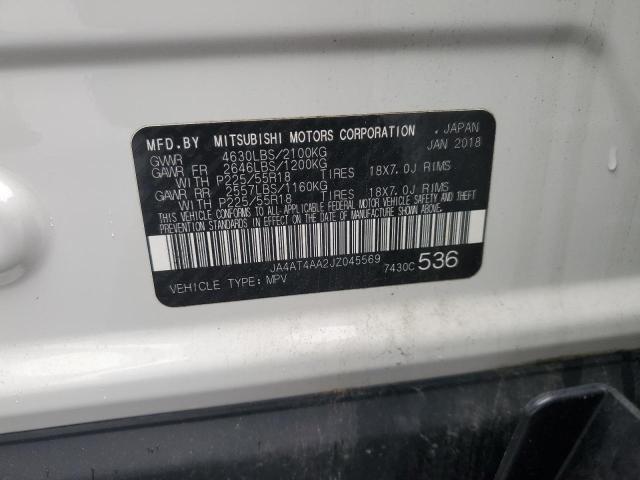 MFD.BY MITSUBISHI MOTORS CORPORATION , JAPAN
GVWR 4630LBS/2100KG JAN 2018
GAWR FR 2646LBS/1200KG
WITH P225/55R18 TIRES 18X7.0J RIMS
GAWR RR 2557LBS/1160KG
WITH P225/55R18 TIRES 18X7.0J RIMS
THIS VEHICLE CONFORMS TO ALL APPLICABLE FEDERAL MOTOR VEHICLE SAFETY AND THEFT
PREVENTION STANDARDS IN EFFECT ON THE DATE OF MANUFACTURE SHOWN ABOVE.
JA4AT4AA2JZ045569
7430C 536
VEHICLE TYPE: MPV